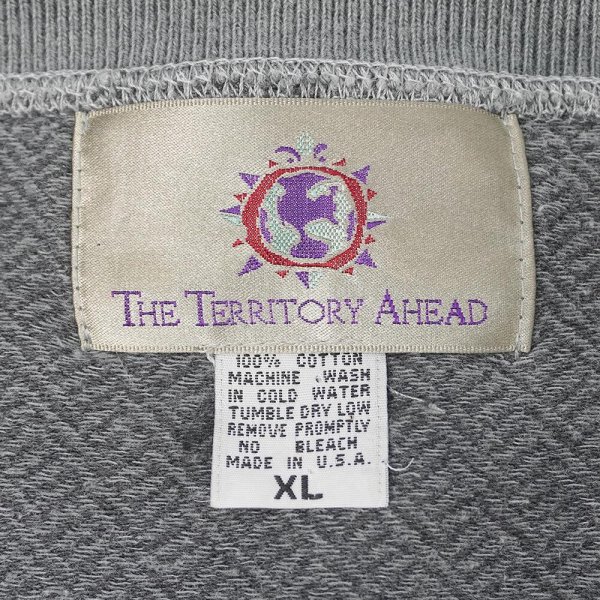 THE TERRITORY AHEAD
100% COTTON
MACHINE WASH
IN COLD WATER
TUMBLE DRY LOW
REMOVE PROMPTLY
NO BLEACH
MADE IN U.S.A.
XL